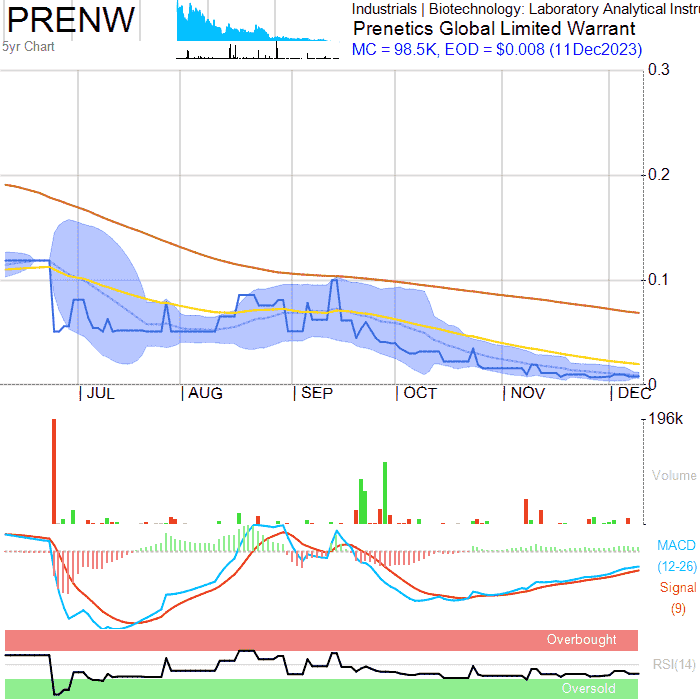 PRENW
Industrials | Biotechnology: Laboratory Analytical Instru
Prenetics Global Limited Warrant
MC = 98.5K, EOD = $0.008 (11Dec2023)
5yr Chart
0.3
0.2
0.1
0
JUL AUG SEP OCT NOV DEC
196k
Volume
MACD
(12-26)
Signal
(9)
Overbought
RSI(14)
Oversold